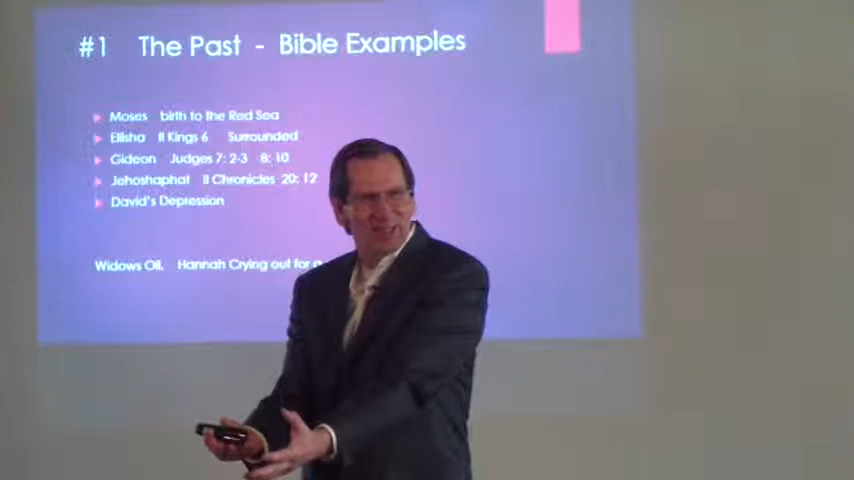 #1 The Past - Bible Examples
Moses birth to the Red Sea
Elisha II Kings 6 Surrounded
Gideon Judges 7: 2-3 8: 10
Jehoshaphat II Chronicles 20: 12
David's Depression
Widows Oil, Hannah Crying out for